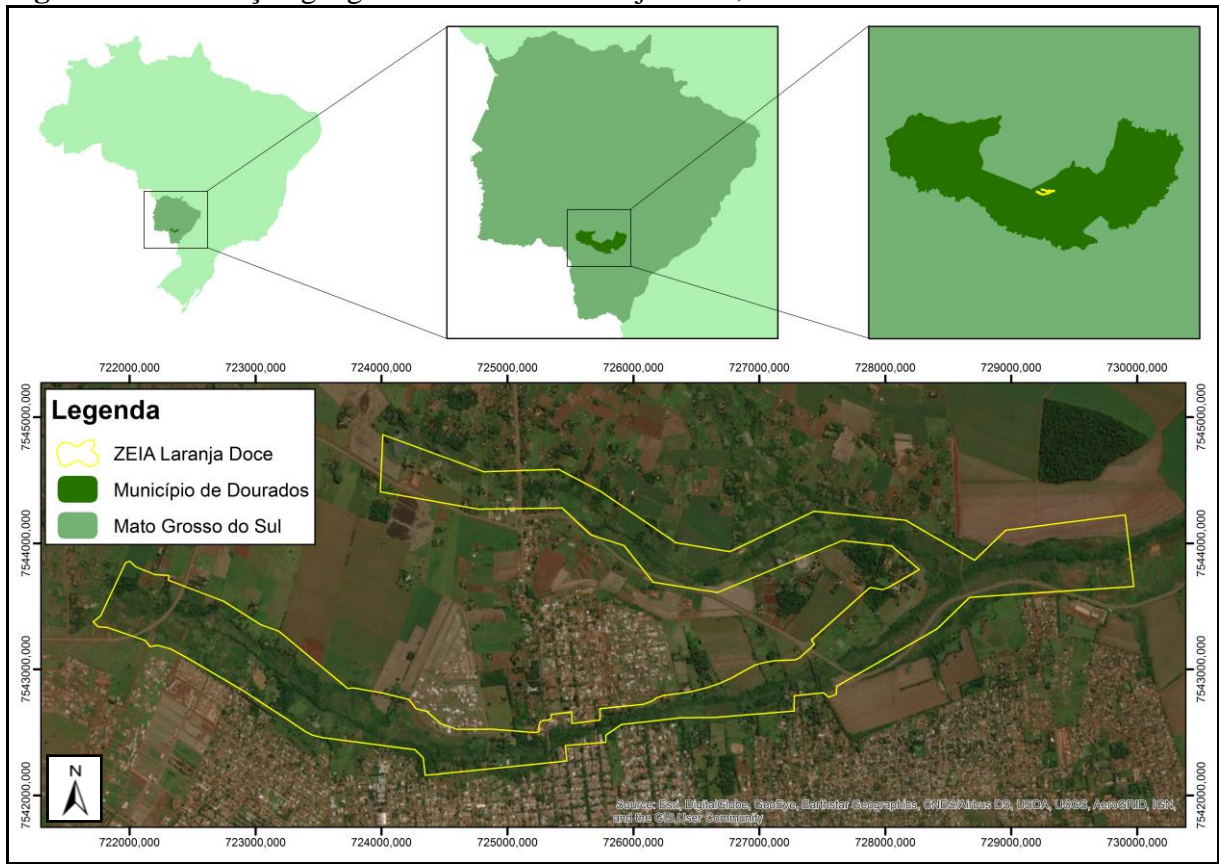 722000,000 723000,000 724000,000 725000,000 726000,000 727000,000 728000,000 729000,000 730000,000
Legenda
ZEIA Laranja Doce
Município de Dourados
Mato Grosso do Sul
7545000,000
7544000,000
7543000,000
7542000,000
7545000,000
7544000,000
7543000,000
7542000,000
N
Source: Esri, DigitalGlobe, GeoEye, Earthstar Geographics, CNES/Airbus DS, USDA, USGS, AeroGRID, IGN,
and the GIS User Community
722000,000 723000,000 724000,000 725000,000 726000,000 727000,000 728000,000 729000,000 730000,000